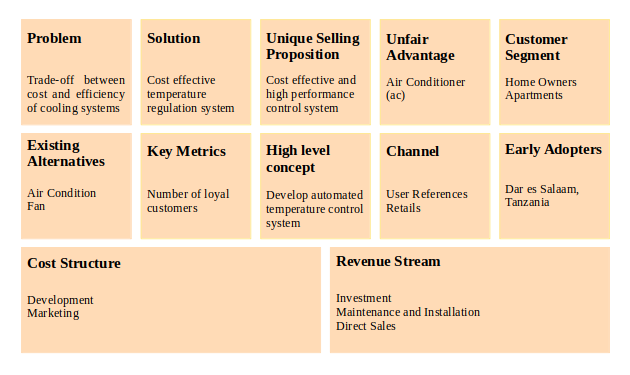 Problem
Trade-off between
cost and efficiency
of cooling systems
Solution
Cost effective
temperature
regulation system
Unique Selling
Proposition
Cost effective and
high performance
control system
Unfair
Advantage
Air Conditioner
(ac)
Customer
Segment
Home Owners
Apartments
Existing
Alternatives
Air Condition
Fan
Key Metrics
Number of loyal
customers
High level
concept
Develop automated
temperature control
system
Channel
User References
Retails
Early Adopters
Dar es Salaam,
Tanzania
Cost Structure
Development
Marketing
Revenue Stream
Investment
Maintenance and Installation
Direct Sales